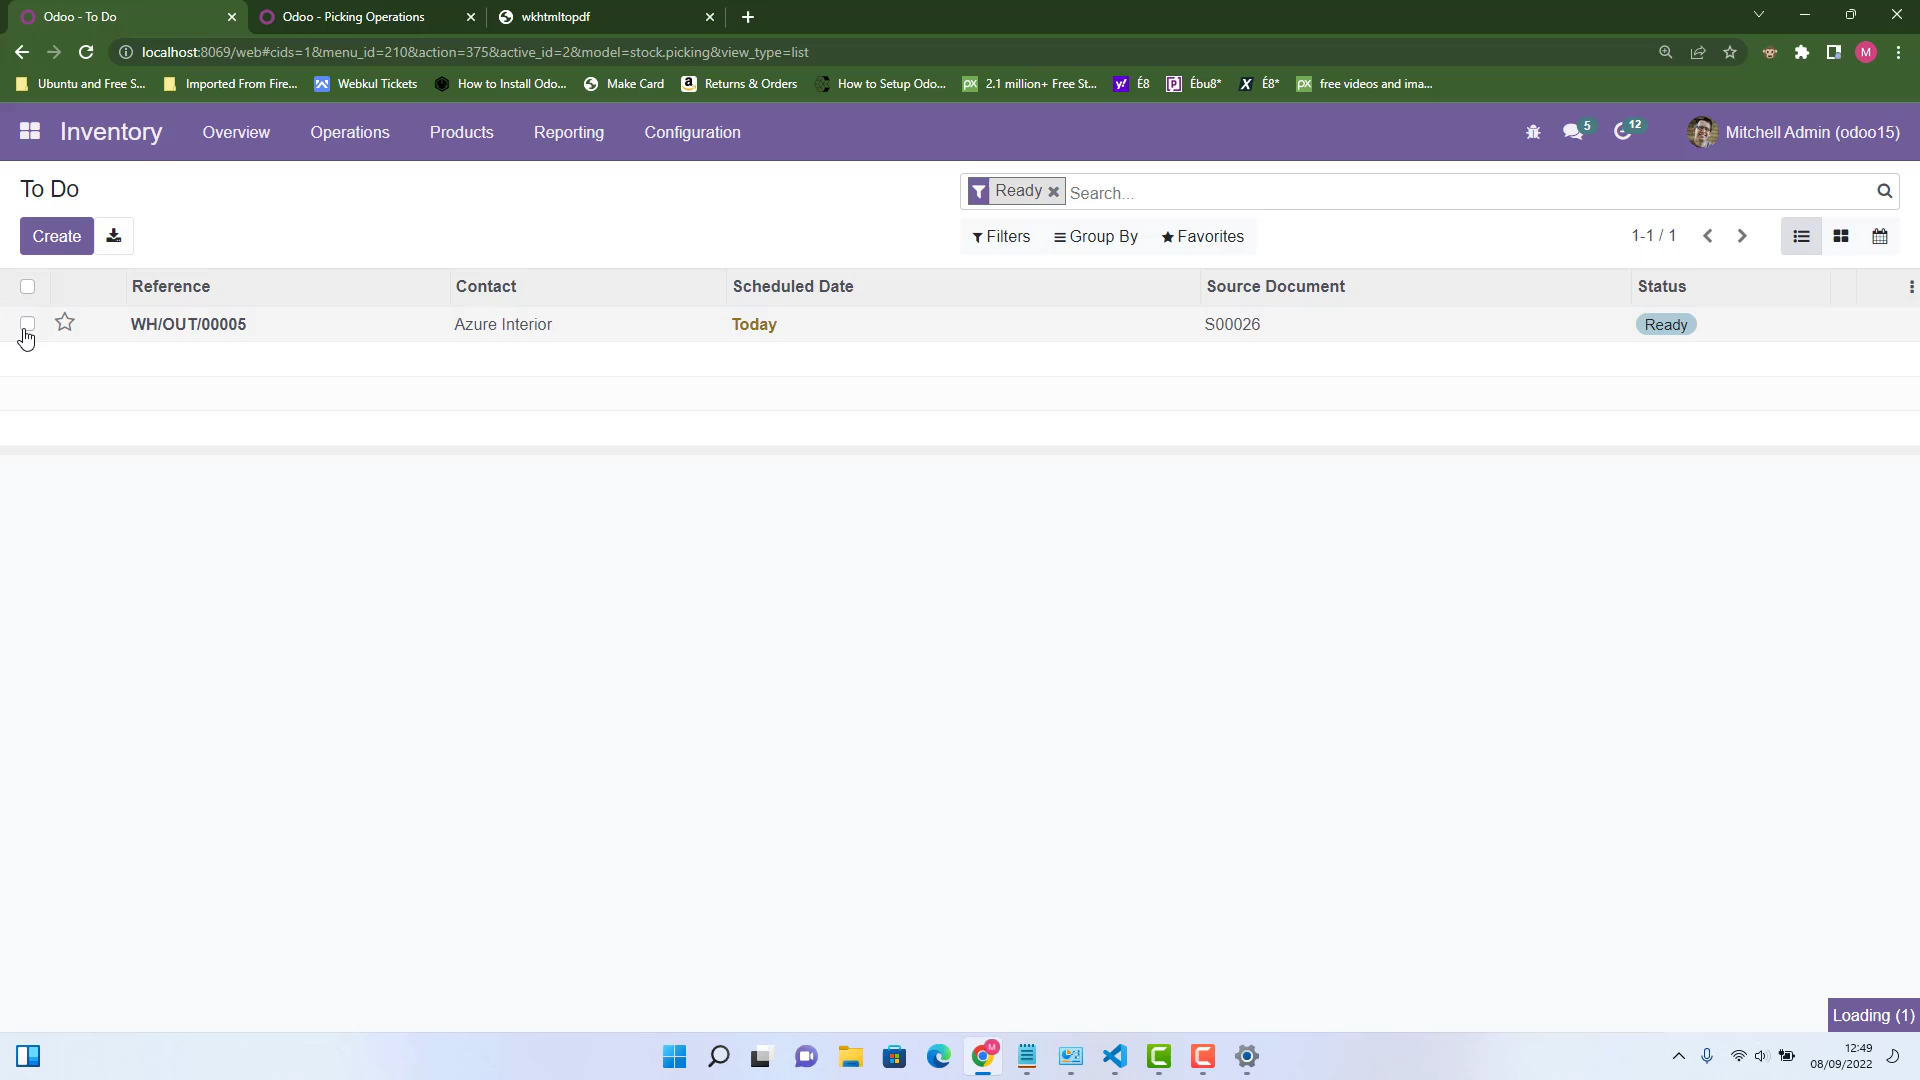 Odoo - To Do
Odoo - Picking Operations
wkhtmltopdf
localhost:8069/web#cids=1&menu_id=210&action=375&active_id=2&model=stock.picking&view_type=list
M
Ubuntu and Free S...
Imported From Fire...
Webkul Tickets
How to Install Odo...
Make Card
Returns & Orders
How to Setup Odo...
2.1 million+ Free St...
É8
Ébu8*
É8*
free videos and ima...
Inventory
Overview
Operations
Products
Reporting
Configuration
5
12
Mitchell Admin (odoo15)
To Do
Ready
Search...
Create
Filters
Group By
Favorites
1-1 / 1
Reference
Contact
Scheduled Date
Source Document
Status
WH/OUT/00005
Azure Interior
Today
S00026
Ready
Loading (1)
12:49
08/09/2022